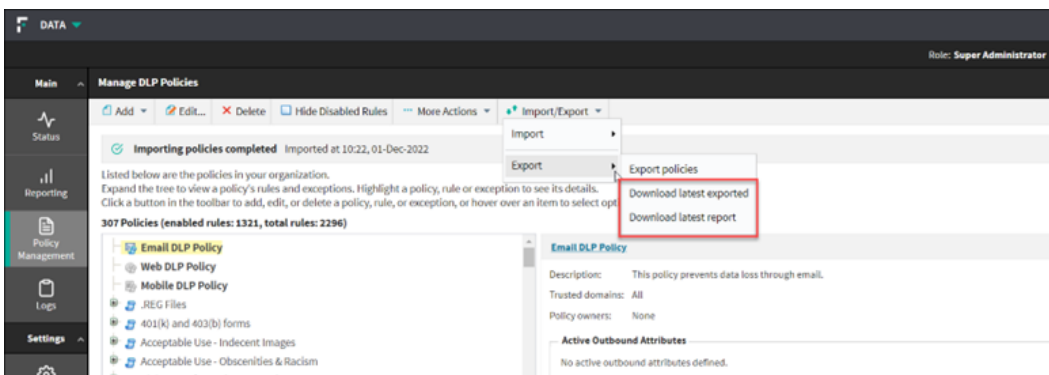 DATA
Role: Super Administrator
Main
Manage DLP Policies
Add Edit... Delete Hide Disabled Rules More Actions Import/Export
Status
Import
Importing policies completed Imported at 10:22, 01-Dec-2022
Export
Export policies
Download latest exported
Download latest report
Reporting
Listed below are the policies in your organization.
Expand the tree to view a policy's rules and exceptions. Highlight a policy, rule or exception to see its details.
Click a button in the toolbar to add, edit, or delete a policy, rule, or exception, or hover over an item to select opt
307 Policies (enabled rules: 1321, total rules: 2296)
Policy
Management
Email DLP Policy
Web DLP Policy
Mobile DLP Policy
.REG Files
401(k) and 403(b) forms
Acceptable Use - Indecent Images
Acceptable Use - Obscenities & Racism
Email DLP Policy
Description: This policy prevents data loss through email.
Trusted domains: All
Policy owners: None
Active Outbound Attributes
No active outbound attributes defined.
Logs
Settings